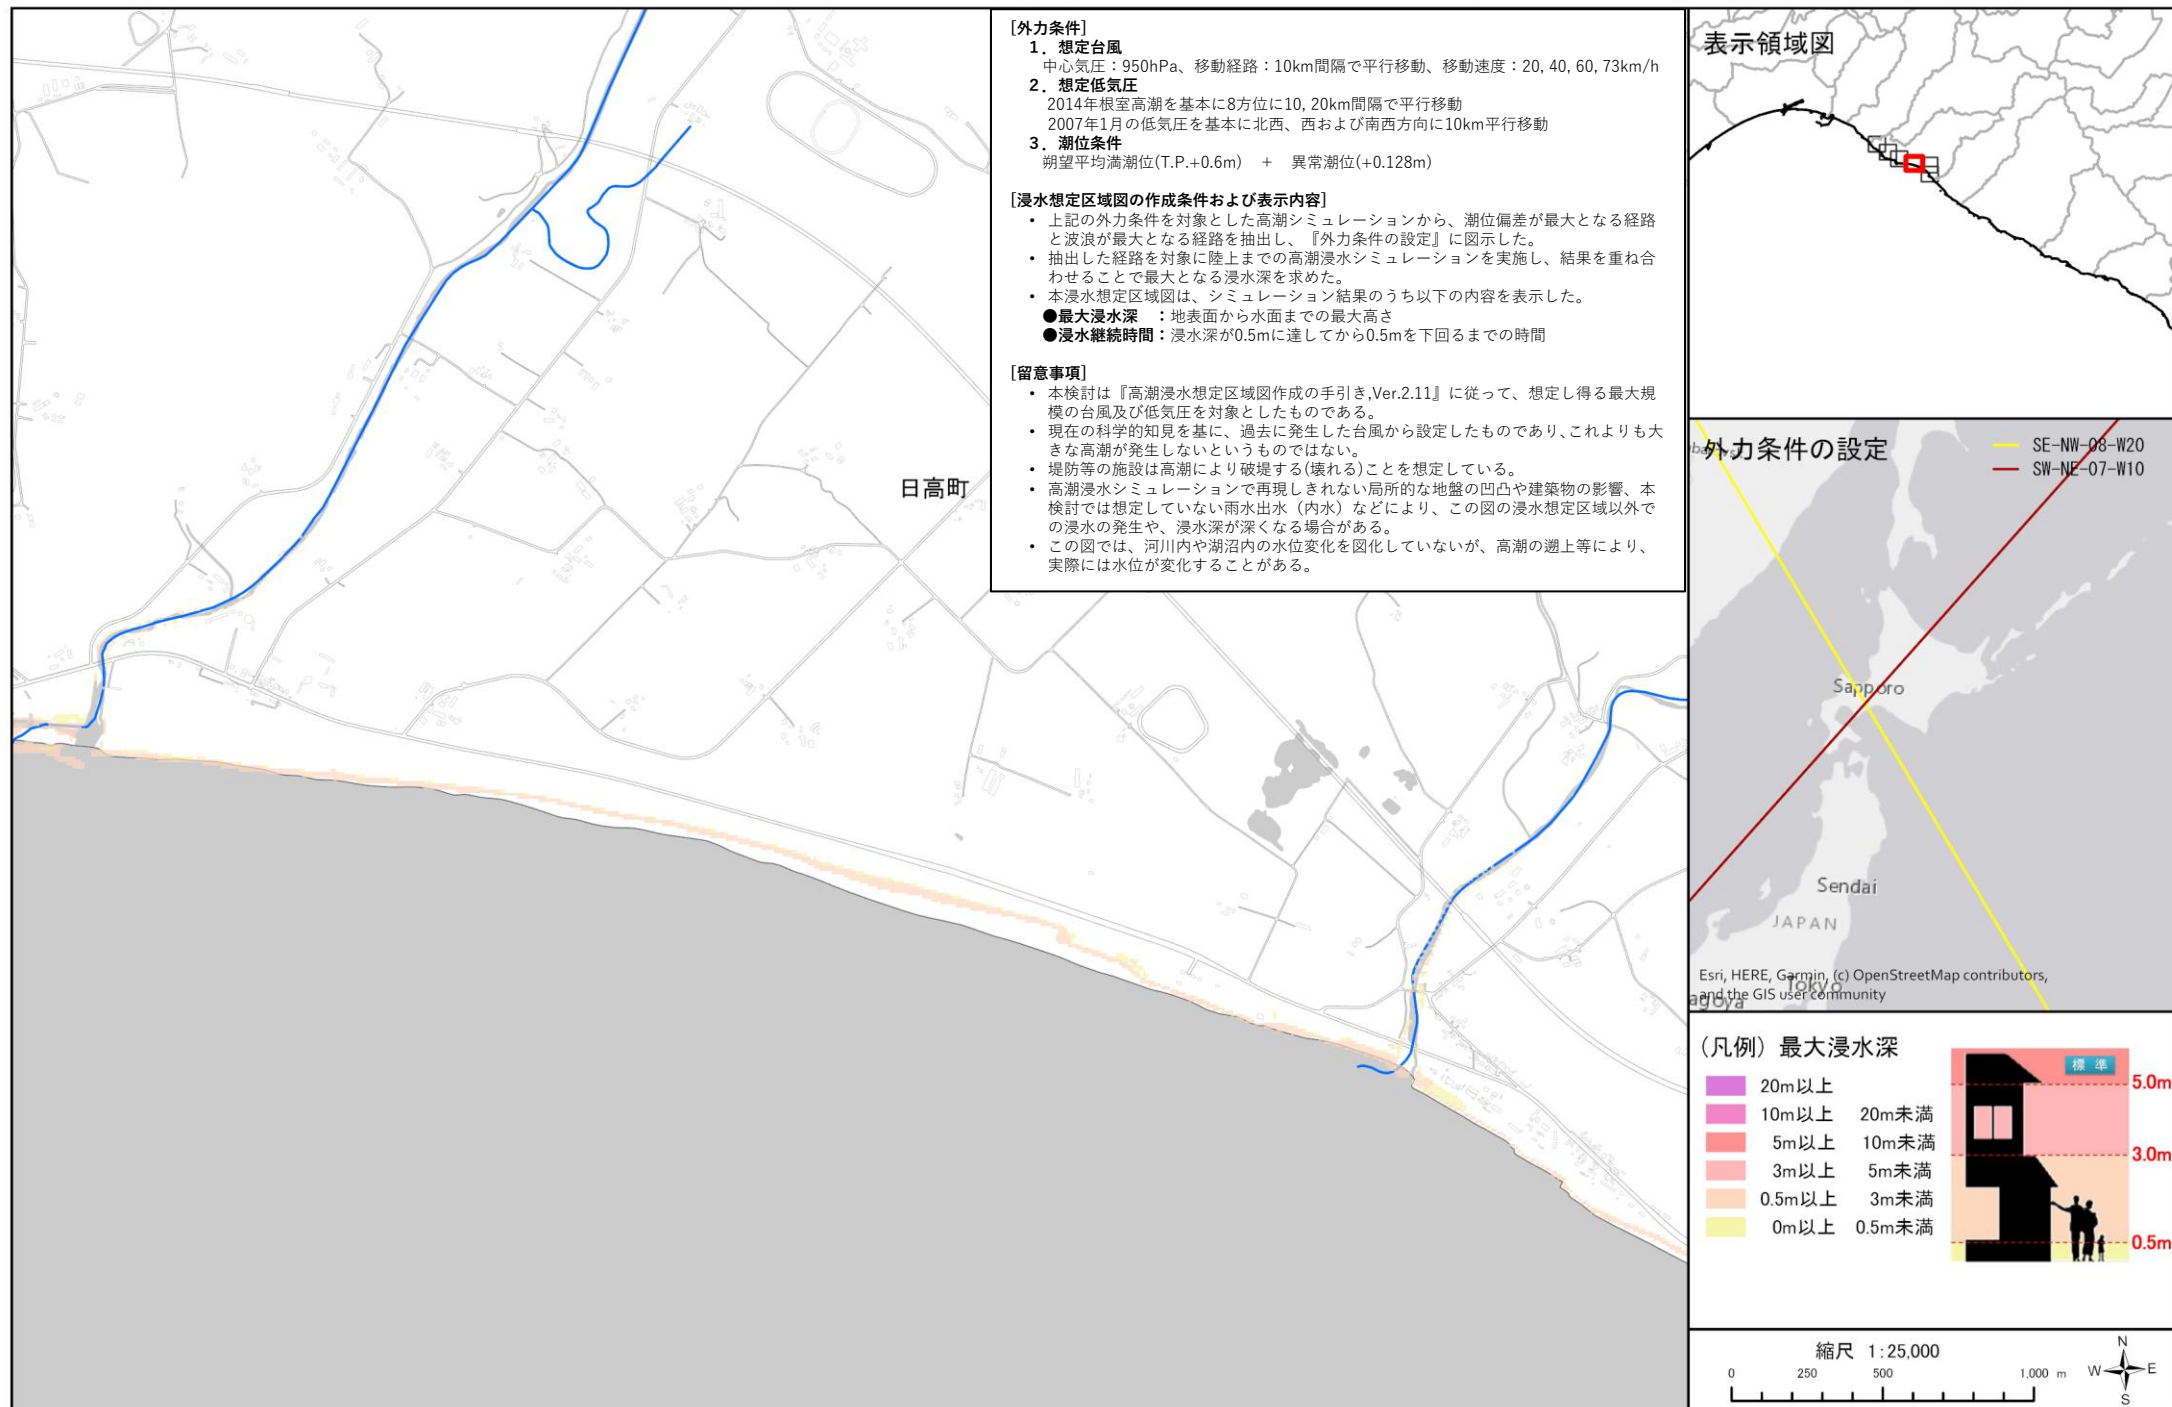 [外力条件]
1．想定台風
中心気圧：950hPa、移動経路：10km間隔で平行移動、移動速度：20, 40, 60, 73km/h
2．想定低気圧
2014年根室高潮を基本に8方位に10, 20km間隔で平行移動
2007年1月の低気圧を基本に北西、西および南西方向に10km平行移動
3．潮位条件
朔望平均満潮位(T.P.+0.6m) + 異常潮位(+0.128m)
[浸水想定区域図の作成条件および表示内容]
• 上記の外力条件を対象とした高潮シミュレーションから、潮位偏差が最大となる経路
と波浪が最大となる経路を抽出し、『外力条件の設定』に図示した。
• 抽出した経路を対象に陸上までの高潮浸水シミュレーションを実施し、結果を重ね合
わせることで最大となる浸水深を求めた。
• 本浸水想定区域図は、シミュレーション結果のうち以下の内容を表示した。
●最大浸水深 ：地表面から水面までの最大高さ
●浸水継続時間：浸水深が0.5mに達してから0.5mを下回るまでの時間
[留意事項]
• 本検討は『高潮浸水想定区域図作成の手引き,Ver.2.11』に従って、想定し得る最大規
模の台風及び低気圧を対象としたものである。
• 現在の科学的知見を基に、過去に発生した台風から設定したものであり、これよりも大
きな高潮が発生しないというものではない。
• 堤防等の施設は高潮により破堤する(壊れる)ことを想定している。
• 高潮浸水シミュレーションで再現しきれない局所的な地盤の凹凸や建築物の影響、本
検討では想定していない雨水出水（内水）などにより、この図の浸水想定区域以外で
の浸水の発生や、浸水深が深くなる場合がある。
• この図では、河川内や湖沼内の水位変化を図化していないが、高潮の遡上等により、
実際には水位が変化することがある。
日高町
表示領域図
外力条件の設定
SE-NW-08-W20
SW-NE-07-W10
Sapporo
Sendai
JAPAN
Tokyo
agoya
Esri, HERE, Garmin, (c) OpenStreetMap contributors,
and the GIS user community
（凡例）最大浸水深
20m以上
10m以上 20m未満
5m以上 10m未満
3m以上 5m未満
0.5m以上 3m未満
0m以上 0.5m未満
標 準
5.0m
3.0m
0.5m
縮尺 1:25,000
0 250 500 1,000 m
N
W E
S